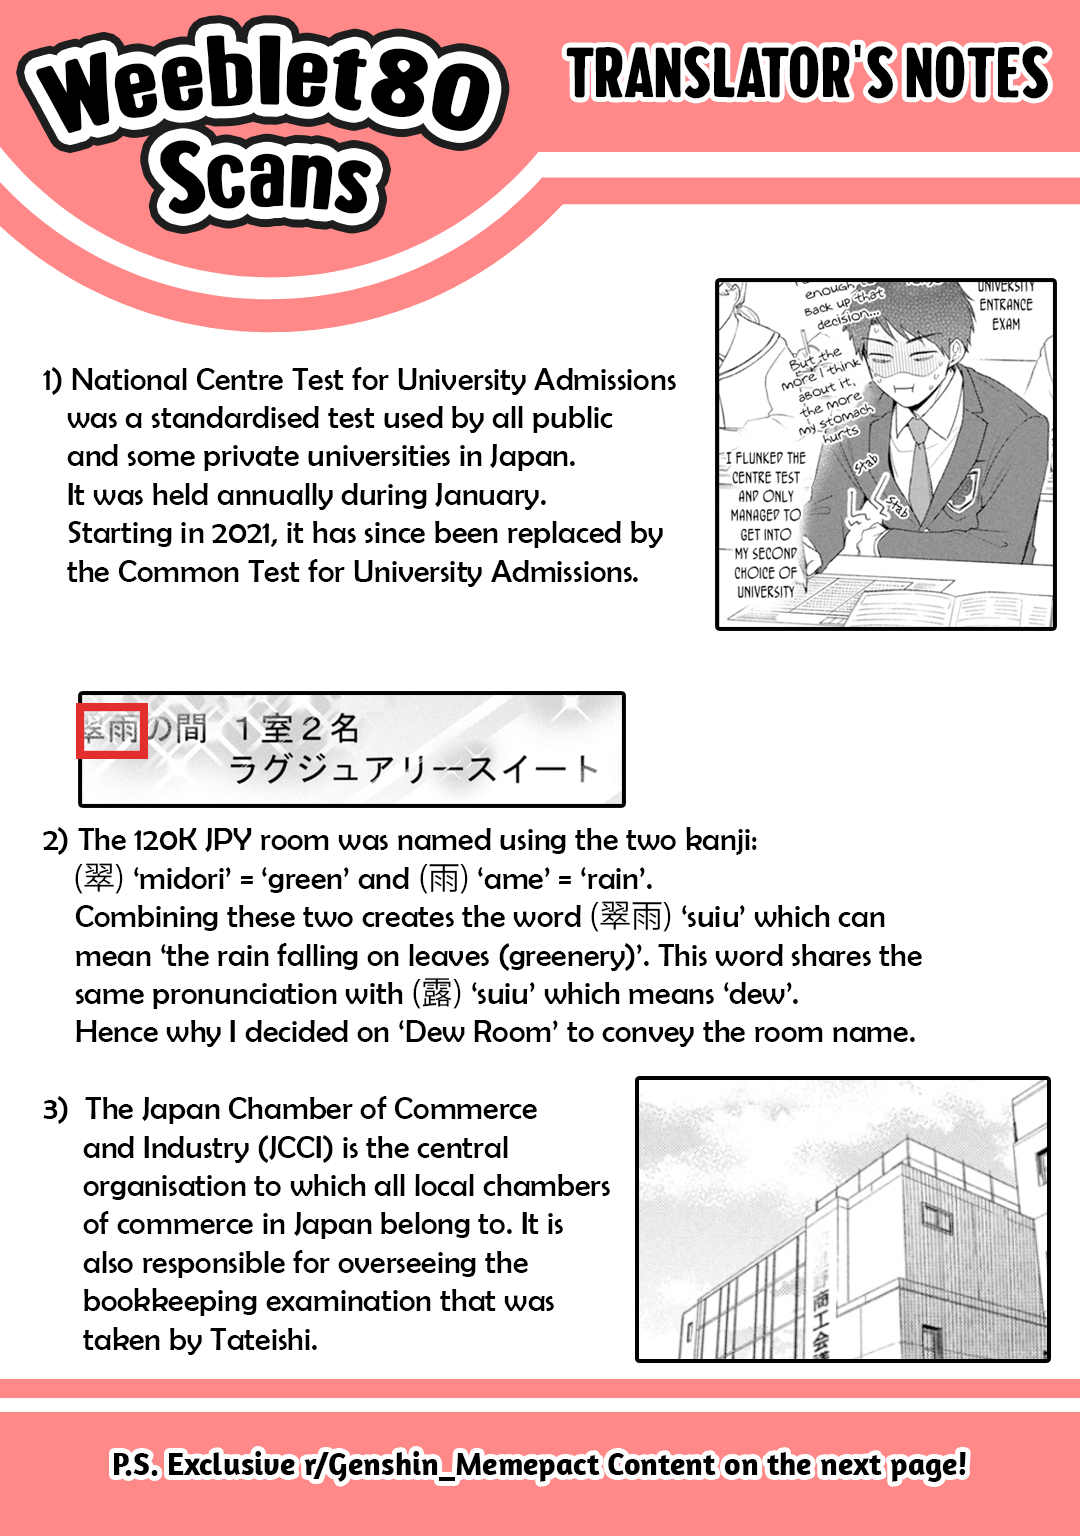 Weeblet80
Scans
TRANSLATOR'S NOTES
enough to
back up that
decision...
UNIVERSITY
ENTRANCE
EXAM
But the
more I think
about it,
the more
my stomach
hurts
Stab
Stab
I FLUNKED THE
CENTRE TEST
AND ONLY
MANAGED TO
GET INTO
MY SECOND
CHOICE OF
UNIVERSITY
1) National Centre Test for University Admissions
was a standardised test used by all public
and some private universities in Japan.
It was held annually during January.
Starting in 2021, it has since been replaced by
the Common Test for University Admissions.
翠雨の間 1室2名
ラグジュアリースイート
2) The 120K JPY room was named using the two kanji:
(翠) ‘midori’ = ‘green’ and (雨) ‘ame’ = ‘rain’.
Combining these two creates the word (翠雨) ‘suiu’ which can
mean ‘the rain falling on leaves (greenery)’. This word shares the
same pronunciation with (露) ‘suiu’ which means ‘dew’.
Hence why I decided on ‘Dew Room’ to convey the room name.
3) The Japan Chamber of Commerce
and Industry (JCCI) is the central
organisation to which all local chambers
of commerce in Japan belong to. It is
also responsible for overseeing the
bookkeeping examination that was
taken by Tateishi.
商工会議
P.S. Exclusive r/Genshin_Memepact Content on the next page!